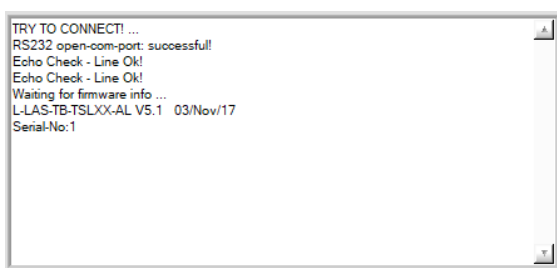 TRY TO CONNECT! ...
RS232 open-com-port: successful!
Echo Check - Line Ok!
Echo Check - Line Ok!
Waiting for firmware info ...
L-LAS-TB-TSLXX-AL V5.1   03/Nov/17
Serial-No:1